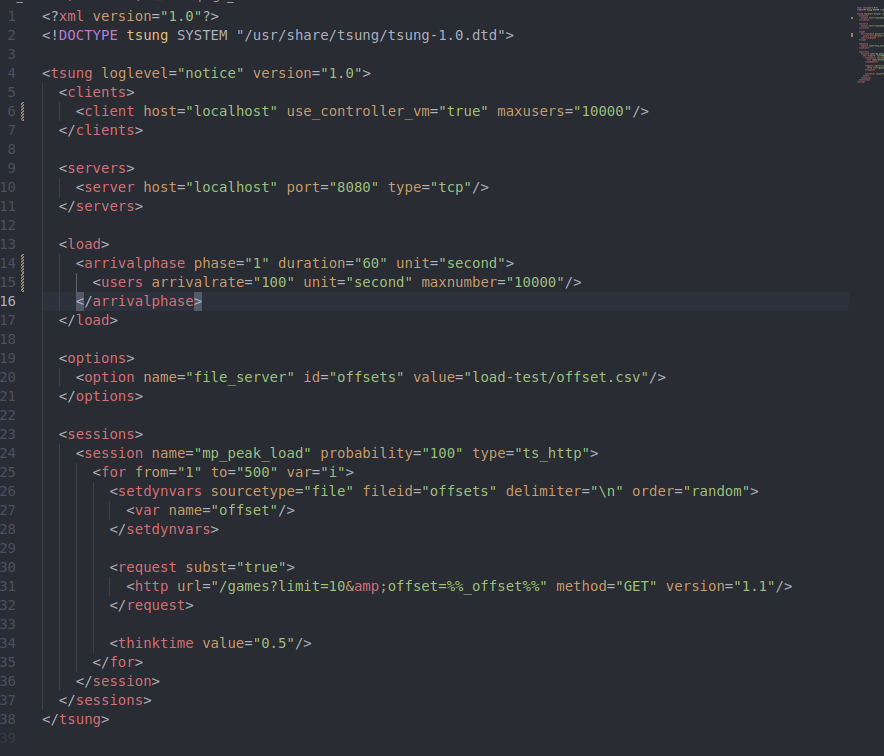 1 <?xml version="1.0"?>
2 <!DOCTYPE tsung SYSTEM "/usr/share/tsung/tsung-1.0.dtd">
3
4 <tsung loglevel="notice" version="1.0">
5   <clients>
6     <client host="localhost" use_controller_vm="true" maxusers="10000"/>
7   </clients>
8
9   <servers>
10     <server host="localhost" port="8080" type="tcp"/>
11   </servers>
12
13   <load>
14     <arrivalphase phase="1" duration="60" unit="second">
15       <users arrivalrate="100" unit="second" maxnumber="10000"/>
16     </arrivalphase>
17   </load>
18
19   <options>
20     <option name="file_server" id="offsets" value="load-test/offset.csv"/>
21   </options>
22
23   <sessions>
24     <session name="mp_peak_load" probability="100" type="ts_http">
25       <for from="1" to="500" var="i">
26         <setdynvars sourcetype="file" fileid="offsets" delimiter="\n" order="random">
27           <var name="offset"/>
28         </setdynvars>
29
30         <request subst="true">
31           <http url="/games?limit=10&amp;offset=%%_offset%%" method="GET" version="1.1"/>
32         </request>
33
34         <thinktime value="0.5"/>
35       </for>
36     </session>
37   </sessions>
38 </tsung>
39